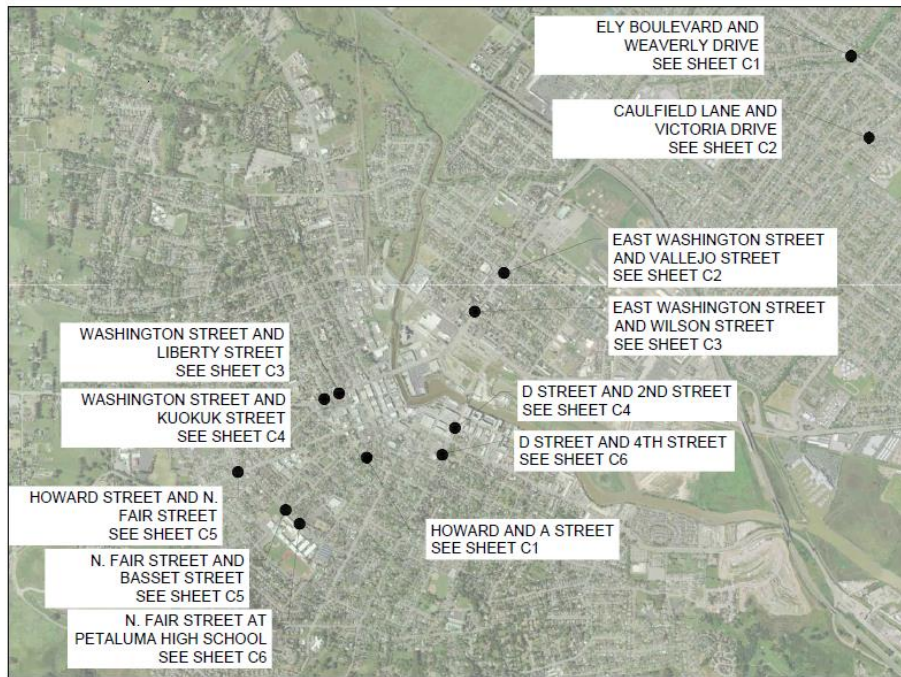 ELY BOULEVARD AND
WEAVERLY DRIVE
SEE SHEET C1
CAULFIELD LANE AND
VICTORIA DRIVE
SEE SHEET C2
EAST WASHINGTON STREET
AND VALLEJO STREET
SEE SHEET C2
EAST WASHINGTON STREET
AND WILSON STREET
SEE SHEET C3
WASHINGTON STREET AND
LIBERTY STREET
SEE SHEET C3
WASHINGTON STREET AND
KUOKUK STREET
SEE SHEET C4
D STREET AND 2ND STREET
SEE SHEET C4
D STREET AND 4TH STREET
SEE SHEET C6
HOWARD STREET AND N.
FAIR STREET
SEE SHEET C5
HOWARD AND A STREET
SEE SHEET C1
N. FAIR STREET AND
BASSET STREET
SEE SHEET C5
N. FAIR STREET AT
PETALUMA HIGH SCHOOL
SEE SHEET C6